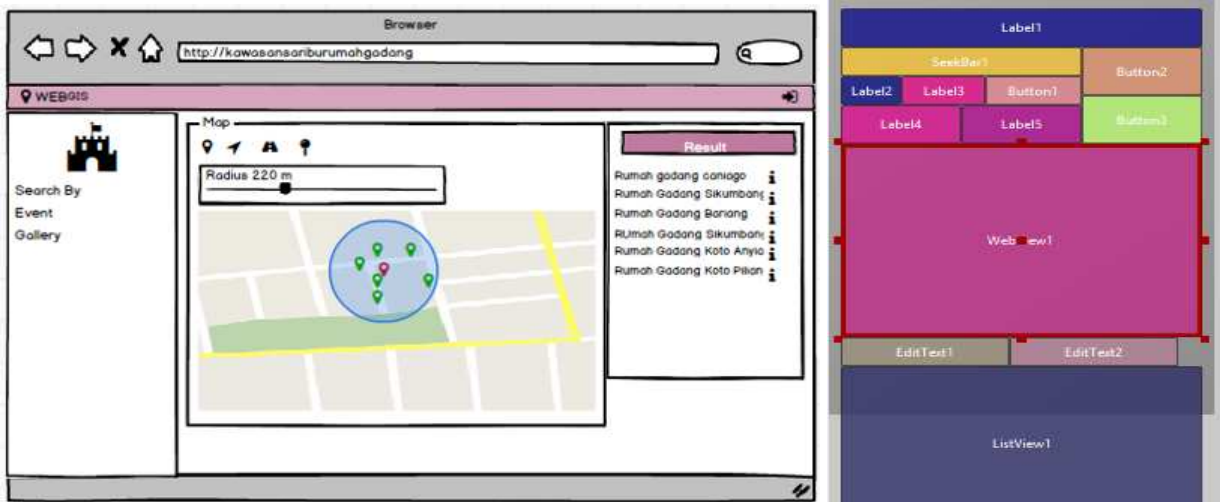 Browser
http://kawasansariburumahgadang
WEBGIS
Search By
Event
Gallery
Map
Radius 220 m
Result
Rumah gadang caniago
Rumah Gadang Sikumbang
Rumah Gadang Bariang
RUmah Gadang Sikumbang
Rumah Gadang Koto Anyia
Rumah Gadang Koto Pilian
Label1
SeekBar1
Button2
Label2
Label3
Button1
Label4
Label5
Button3
WebView1
EditText1
EditText2
ListView1